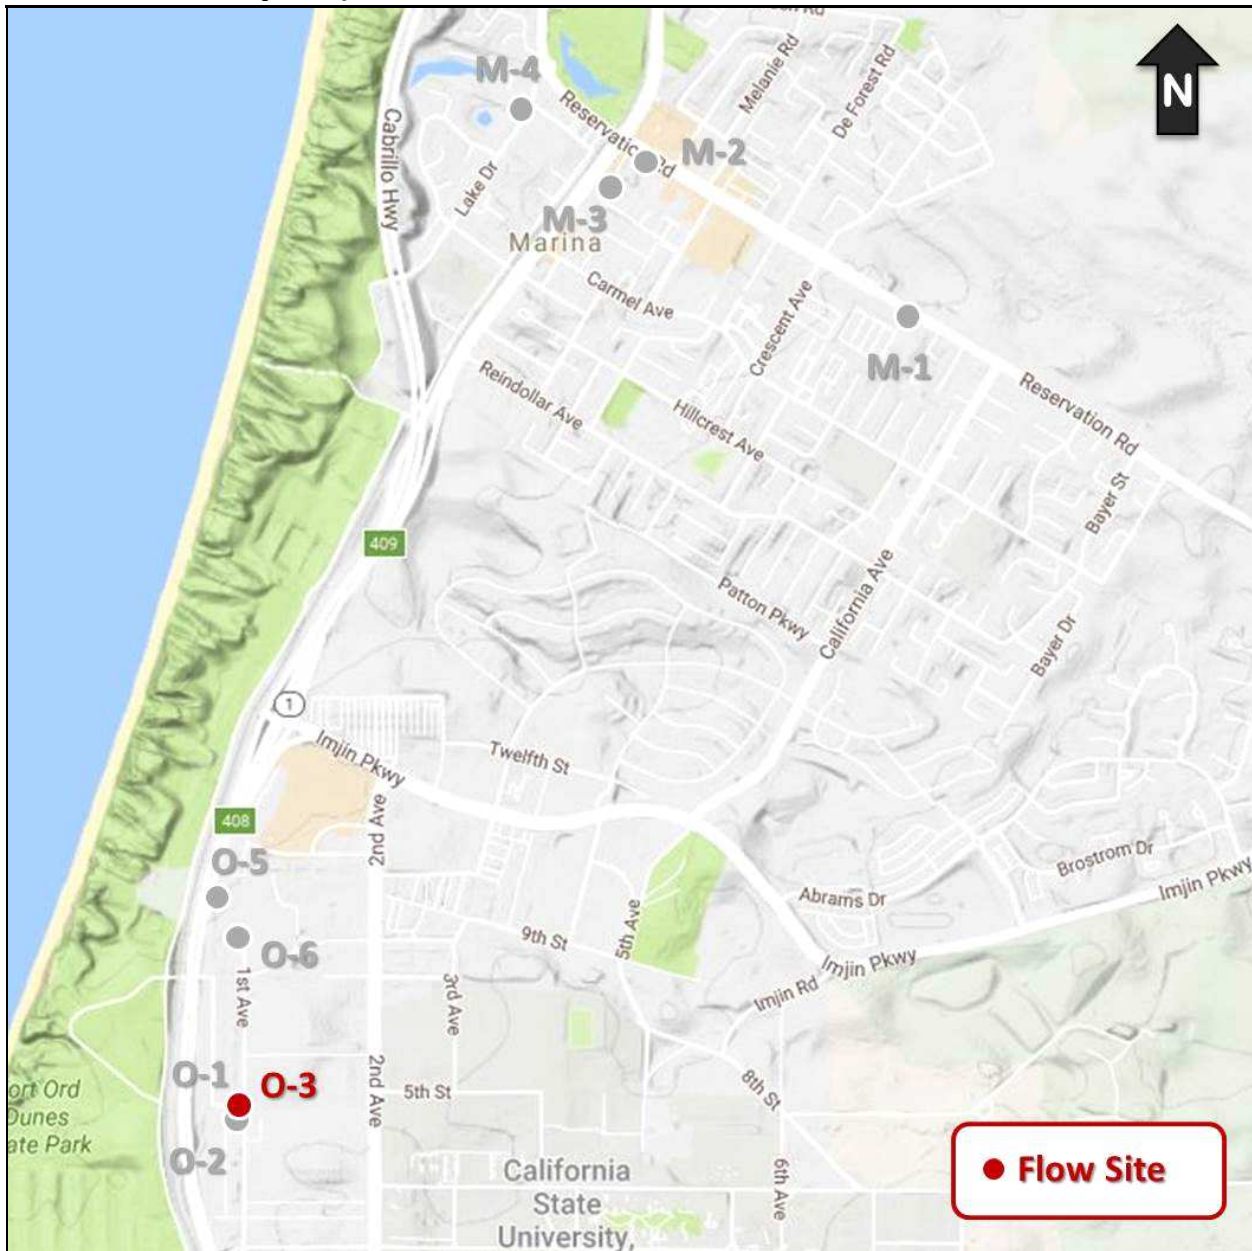 Rd
N
M-4
Melanie Rd
De Forest Rd
Reservation Rd
Cabrillo Hwy
M-2
Lake Dr
M-3
Marina
Carmel Ave
Crescent Ave
M-1
Reindollar Ave
Hillcrest Ave
Reservation Rd
Bayer St
409
California Ave
Patton Pkwy
Bayer Dr
1
Imjin Pkwy
Twelfth St
408
2nd Ave
O-5
Brostrom Dr
Imjin Pkwy
Abrams Dr
9th St
5th Ave
O-6
Imjin Pkwy
Imjin Rd
1st Ave
3rd Ave
O-1
O-3
2nd Ave
5th St
8th St
ort Ord
Dunes
ate Park
O-2
6th Ave
California
State
University,
Flow Site